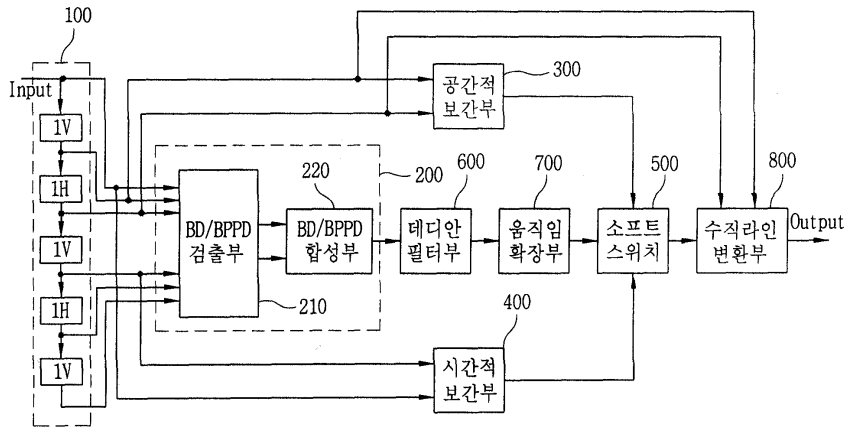 100
Input
1V
1H
1V
1H
1V
BD/BPPD
검출부
210
220
BD/BPPD
합성부
200
600
테디안
필터부
700
움직임
확장부
300
공간적
보간부
400
시간적
보간부
500
소프트
스위치
800
수직라인
변환부
Output